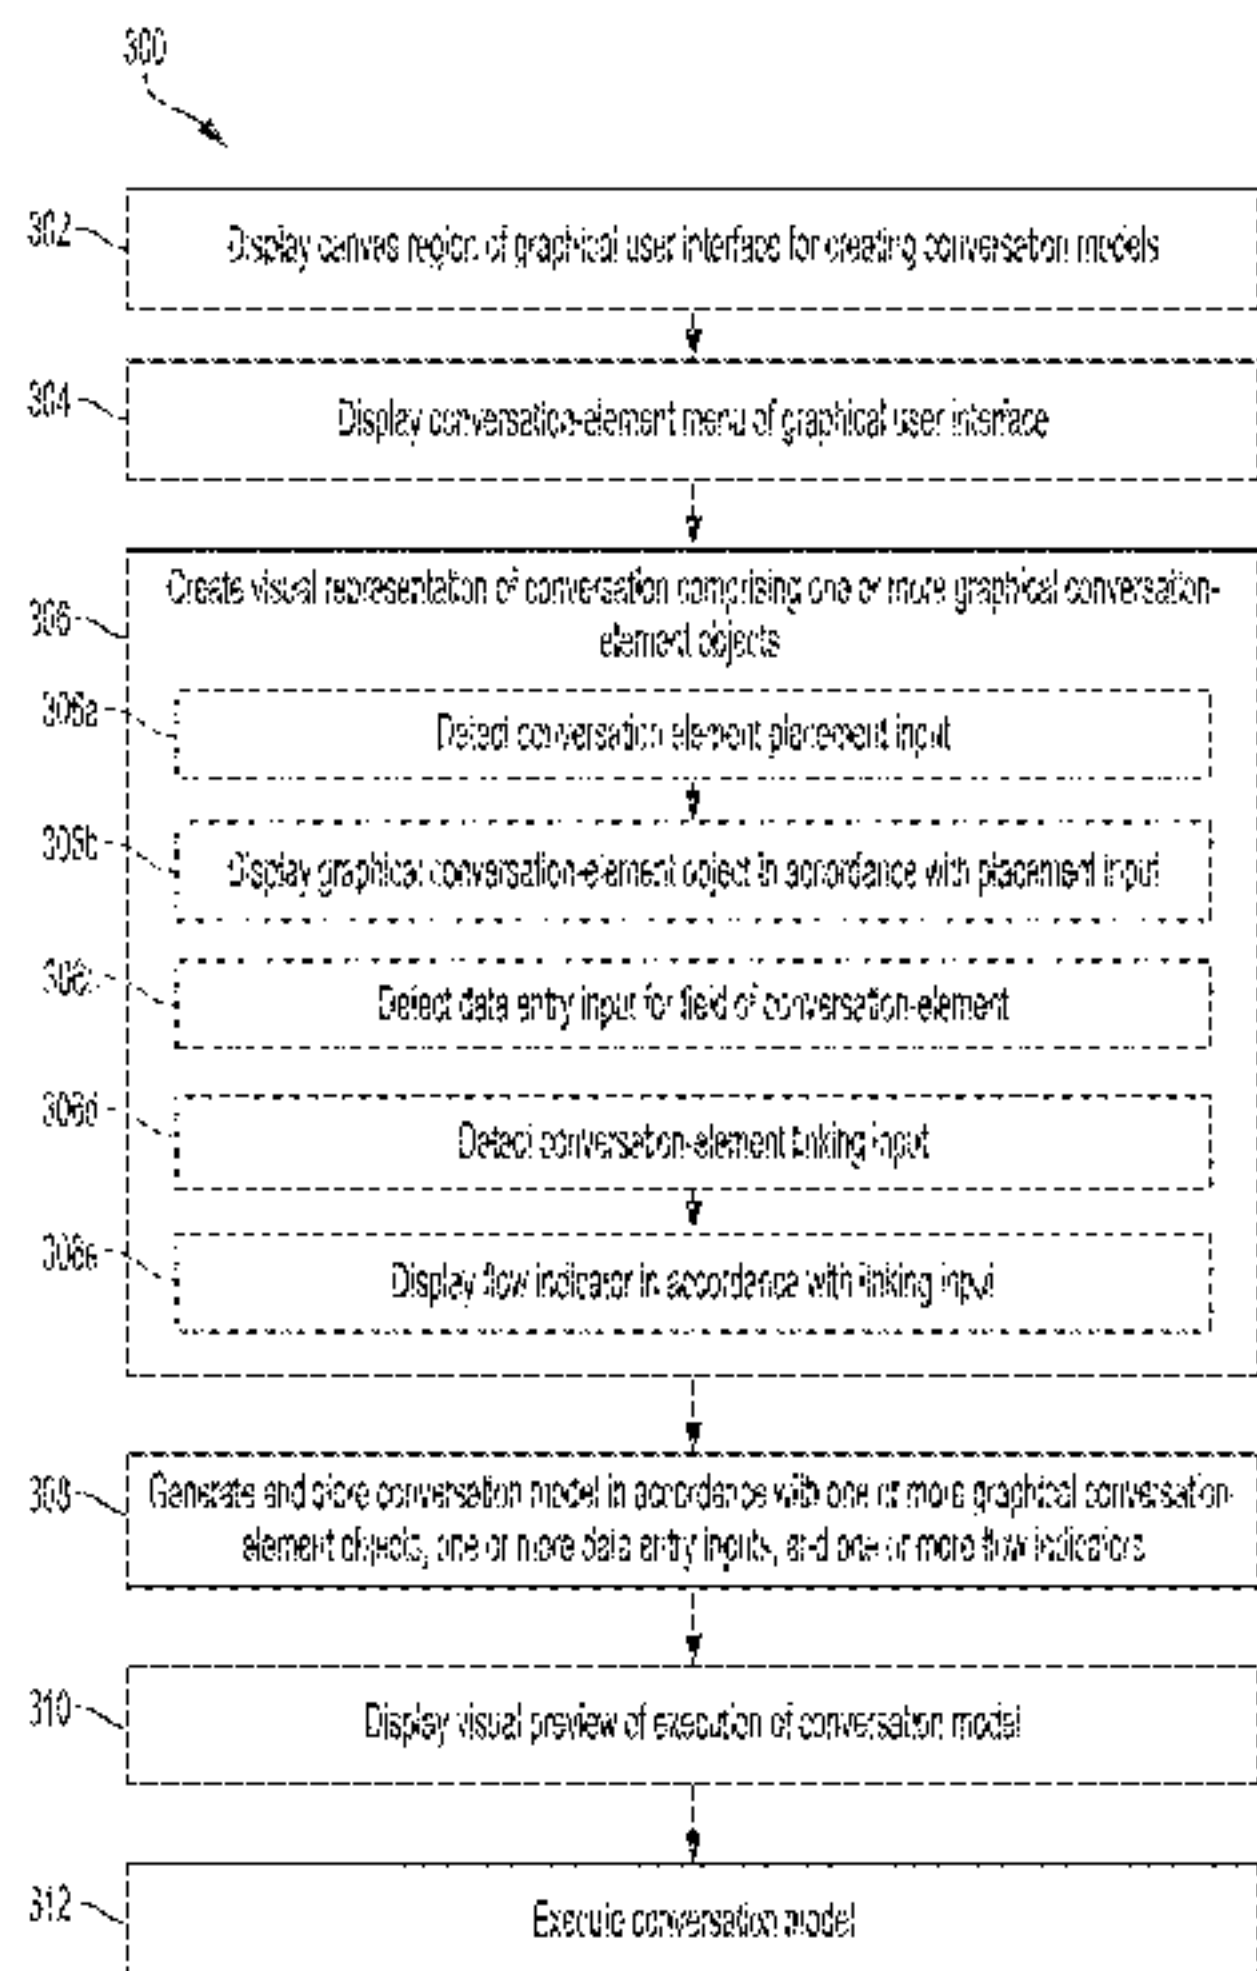 300
302
Display canvas region of graphical user interface for creating conversation models
304
Display conversation-element menu of graphical user interface
306
Create visual representation of conversation comprising one or more graphical conversation-
element objects
306a
Detect conversation element placement input
306b
Display graphical conversation-element object in accordance with placement input
306c
Detect data entry input for field of conversation-element
306d
Detect conversation-element linking input
306e
Display flow indicator in accordance with linking input
308
Generate and store conversation model in accordance with one or more graphical conversation-
element objects, one or more data entry inputs, and one or more flow indicators
310
Display visual preview of execution of conversation model
312
Execute conversation model